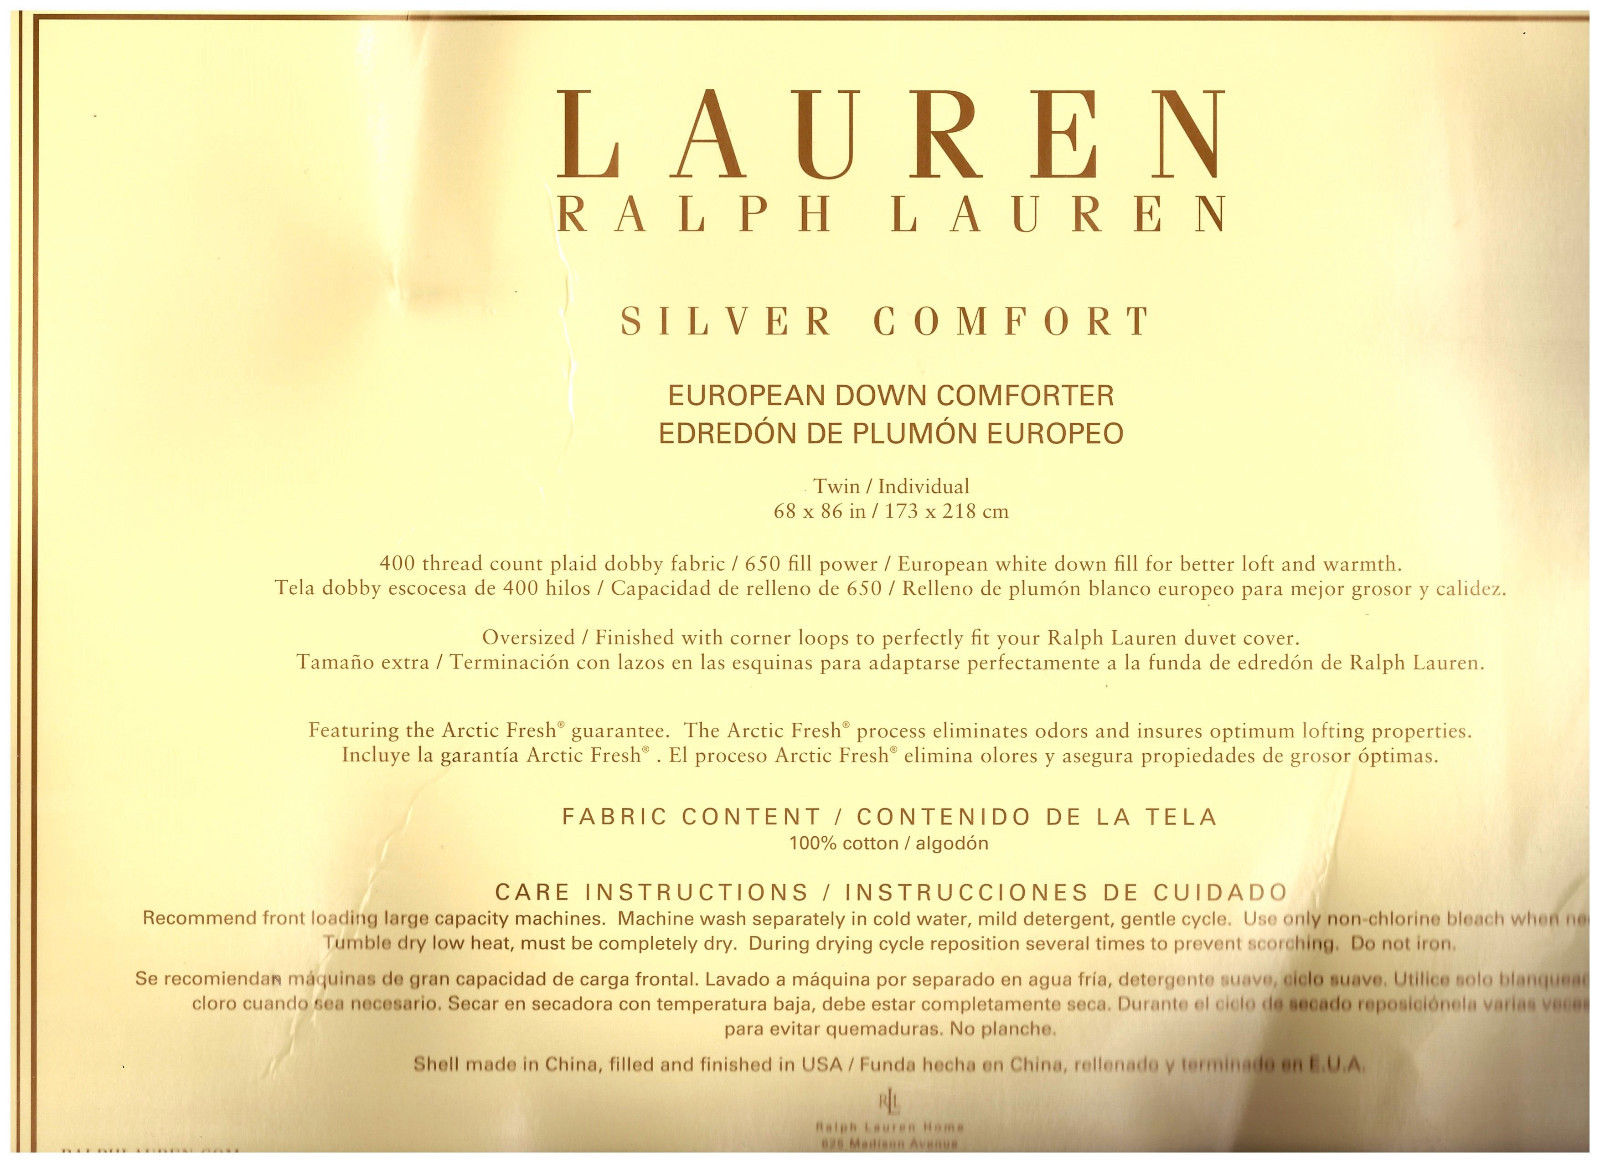 LAUREN
RALPH LAUREN
SILVER COMFORT
EUROPEAN DOWN COMFORTER
EDREDÓN DE PLUMÓN EUROPEO
Twin / Individual
68 x 86 in / 173 x 218 cm
400 thread count plaid dobby fabric / 650 fill power / European white down fill for better loft and warmth.
Tela dobby escocesa de 400 hilos / Capacidad de relleno de 650 / Relleno de plumón blanco europeo para mejor grosor y calidez.
Oversized / Finished with corner loops to perfectly fit your Ralph Lauren duvet cover.
Tamaño extra / Terminación con lazos en las esquinas para adaptarse perfectamente a la funda de edredón de Ralph Lauren.
Featuring the Arctic Fresh® guarantee. The Arctic Fresh® process eliminates odors and insures optimum lofting properties.
Incluye la garantía Arctic Fresh® . El proceso Arctic Fresh® elimina olores y asegura propiedades de grosor óptimas.
FABRIC CONTENT / CONTENIDO DE LA TELA
100% cotton / algodón
CARE INSTRUCTIONS / INSTRUCCIONES DE CUIDADO
Recommend front loading large capacity machines. Machine wash separately in cold water, mild detergent, gentle cycle. Use only non-chlorine bleach when
Tumble dry low heat, must be completely dry. During drying cycle reposition several times to prevent scorching. Do not iron.
Se recomiendan máquinas de gran capacidad de carga frontal. Lavado a máquina por separado en agua fría, detergente suave, ciclo suave. Utilice solo
cloro cuando sea necesario. Secar en secadora con temperatura baja, debe estar completamente seca. Durante el ciclo de secado reposiciónela varias
para evitar quemaduras. No planche.
Shell made in China, filled and finished in USA / Funda hecha en China, rellenado y terminado en E.U.A.
RLL
Ralph Lauren Home
625 Madison Avenue